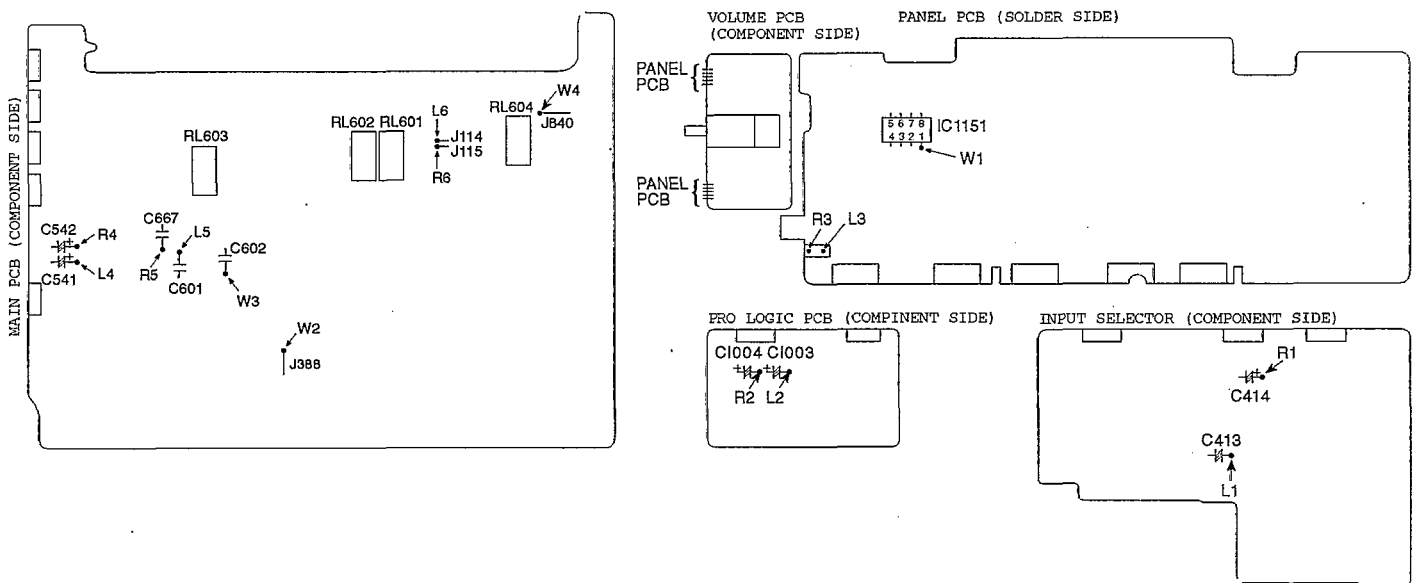 MAIN PCB (COMPONENT SIDE)
RL603
RL602
RL601
L6
J114
J115
R6
RL604
W4
J840
C542
R4
C541
L4
C667
R5
L5
C601
C602
W3
W2
J388
VOLUME PCB
(COMPONENT SIDE)
PANEL
PCB
PANEL
PCB
PANEL PCB (SOLDER SIDE)
5678
4321
IC1151
W1
R3
L3
PRO LOGIC PCB (COMPINENT SIDE)
C1004
C1003
R2
L2
INPUT SELECTOR (COMPONENT SIDE)
R1
C414
C413
L1